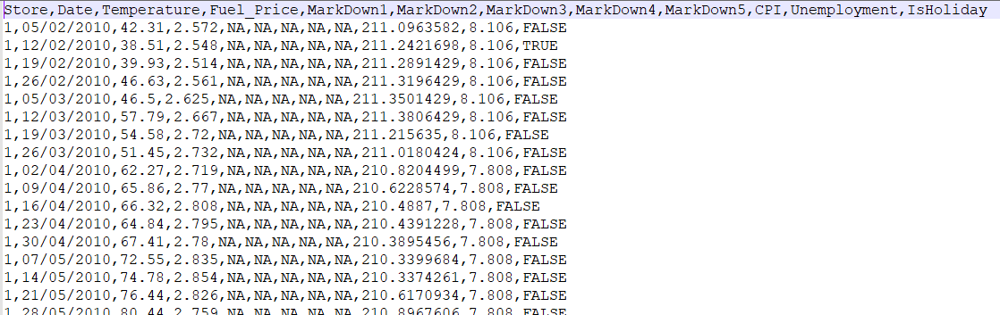 Store,Date,Temperature,Fuel_Price,MarkDown1,MarkDown2,MarkDown3,MarkDown4,MarkDown5,CPI,Unemployment,IsHoliday
1,05/02/2010,42.31,2.572,NA,NA,NA,NA,NA,211.0963582,8.106,FALSE
1,12/02/2010,38.51,2.548,NA,NA,NA,NA,NA,211.2421698,8.106,TRUE
1,19/02/2010,39.93,2.514,NA,NA,NA,NA,NA,211.2891429,8.106,FALSE
1,26/02/2010,46.63,2.561,NA,NA,NA,NA,NA,211.3196429,8.106,FALSE
1,05/03/2010,46.5,2.625,NA,NA,NA,NA,NA,211.3501429,8.106,FALSE
1,12/03/2010,57.79,2.667,NA,NA,NA,NA,NA,211.3806429,8.106,FALSE
1,19/03/2010,54.58,2.72,NA,NA,NA,NA,NA,211.215635,8.106,FALSE
1,26/03/2010,51.45,2.732,NA,NA,NA,NA,NA,211.0180424,8.106,FALSE
1,02/04/2010,62.27,2.719,NA,NA,NA,NA,NA,210.8204499,7.808,FALSE
1,09/04/2010,65.86,2.77,NA,NA,NA,NA,NA,210.6228574,7.808,FALSE
1,16/04/2010,66.32,2.808,NA,NA,NA,NA,NA,210.4887,7.808,FALSE
1,23/04/2010,64.84,2.795,NA,NA,NA,NA,NA,210.4391228,7.808,FALSE
1,30/04/2010,67.41,2.78,NA,NA,NA,NA,NA,210.3895456,7.808,FALSE
1,07/05/2010,72.55,2.835,NA,NA,NA,NA,NA,210.3399684,7.808,FALSE
1,14/05/2010,74.78,2.854,NA,NA,NA,NA,NA,210.3374261,7.808,FALSE
1,21/05/2010,76.44,2.826,NA,NA,NA,NA,NA,210.6170934,7.808,FALSE
1,28/05/2010,80.44,2.759,NA,NA,NA,NA,NA,210.8967606,7.808,FALSE